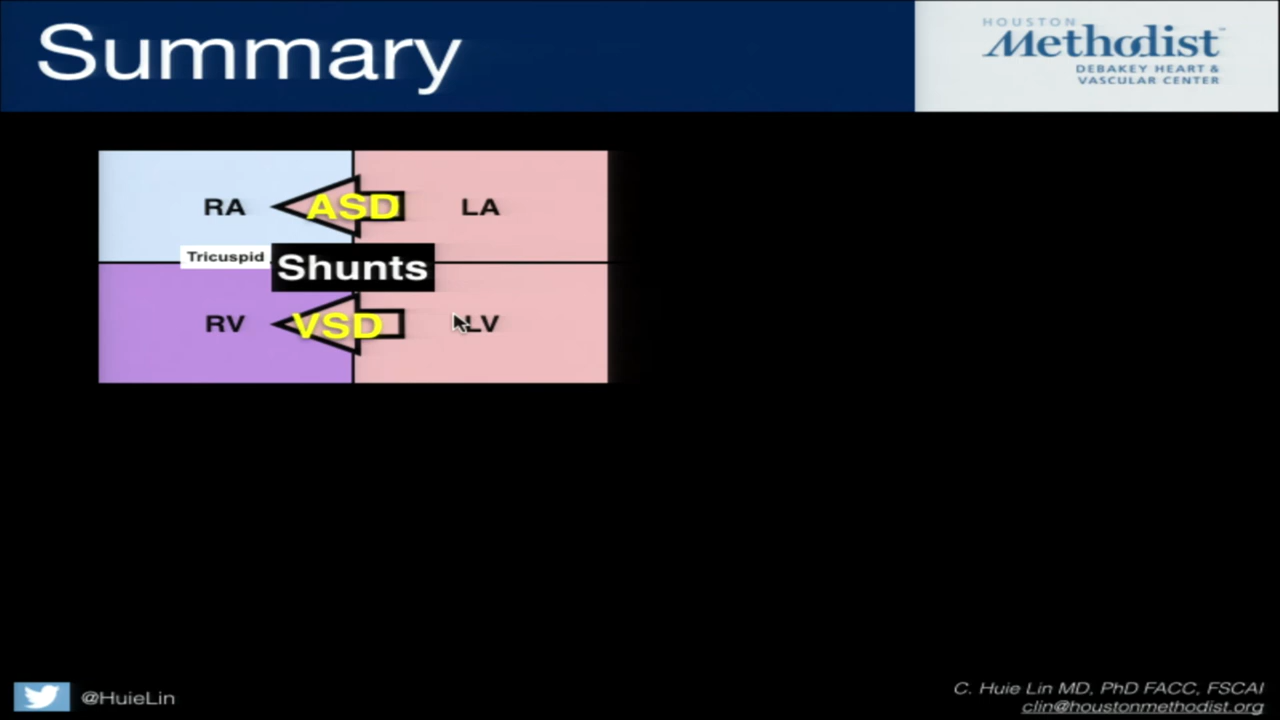 Summary
HOUSTON
Methodist
DEBAKEY HEART &
VASCULAR CENTER
RA
ASD
LA
Tricuspid
Shunts
RV
VSD
LV
@HuieLin
C. Huie Lin MD, PhD FACC, FSCAI
clin@houstonmethodist.org